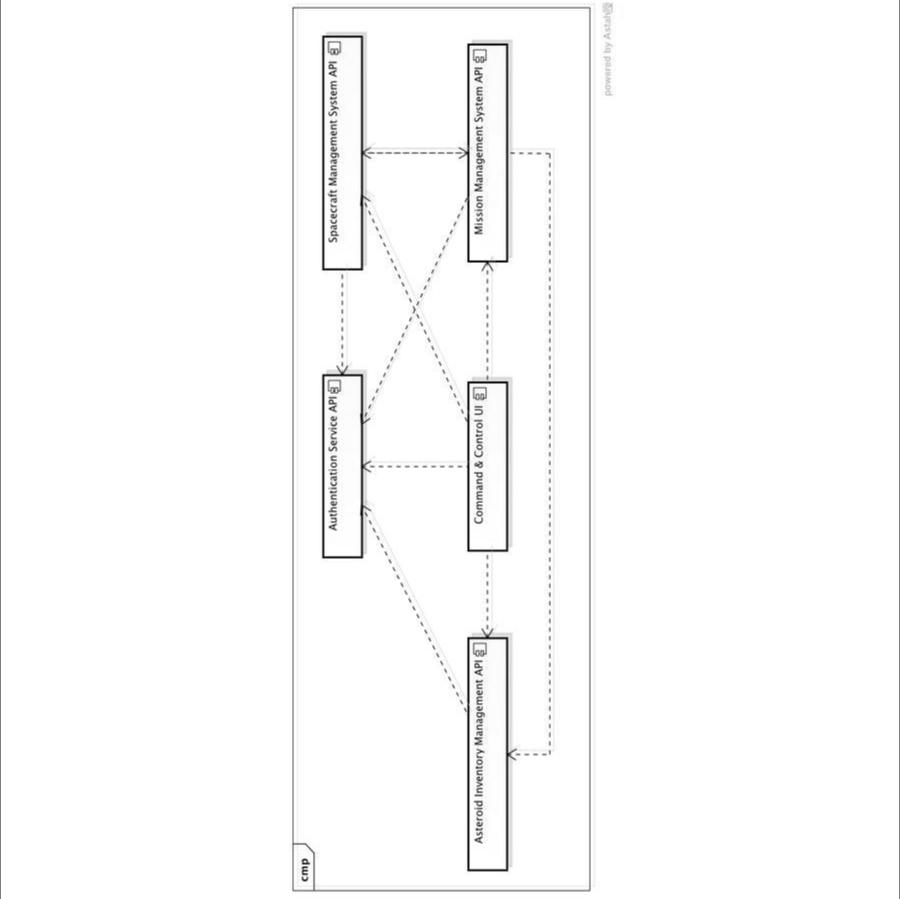 cmp
Asteroid Inventory Management API
Command & Control UI
Mission Management System API
Authentication Service API
Spacecraft Management System API
powered by Astah